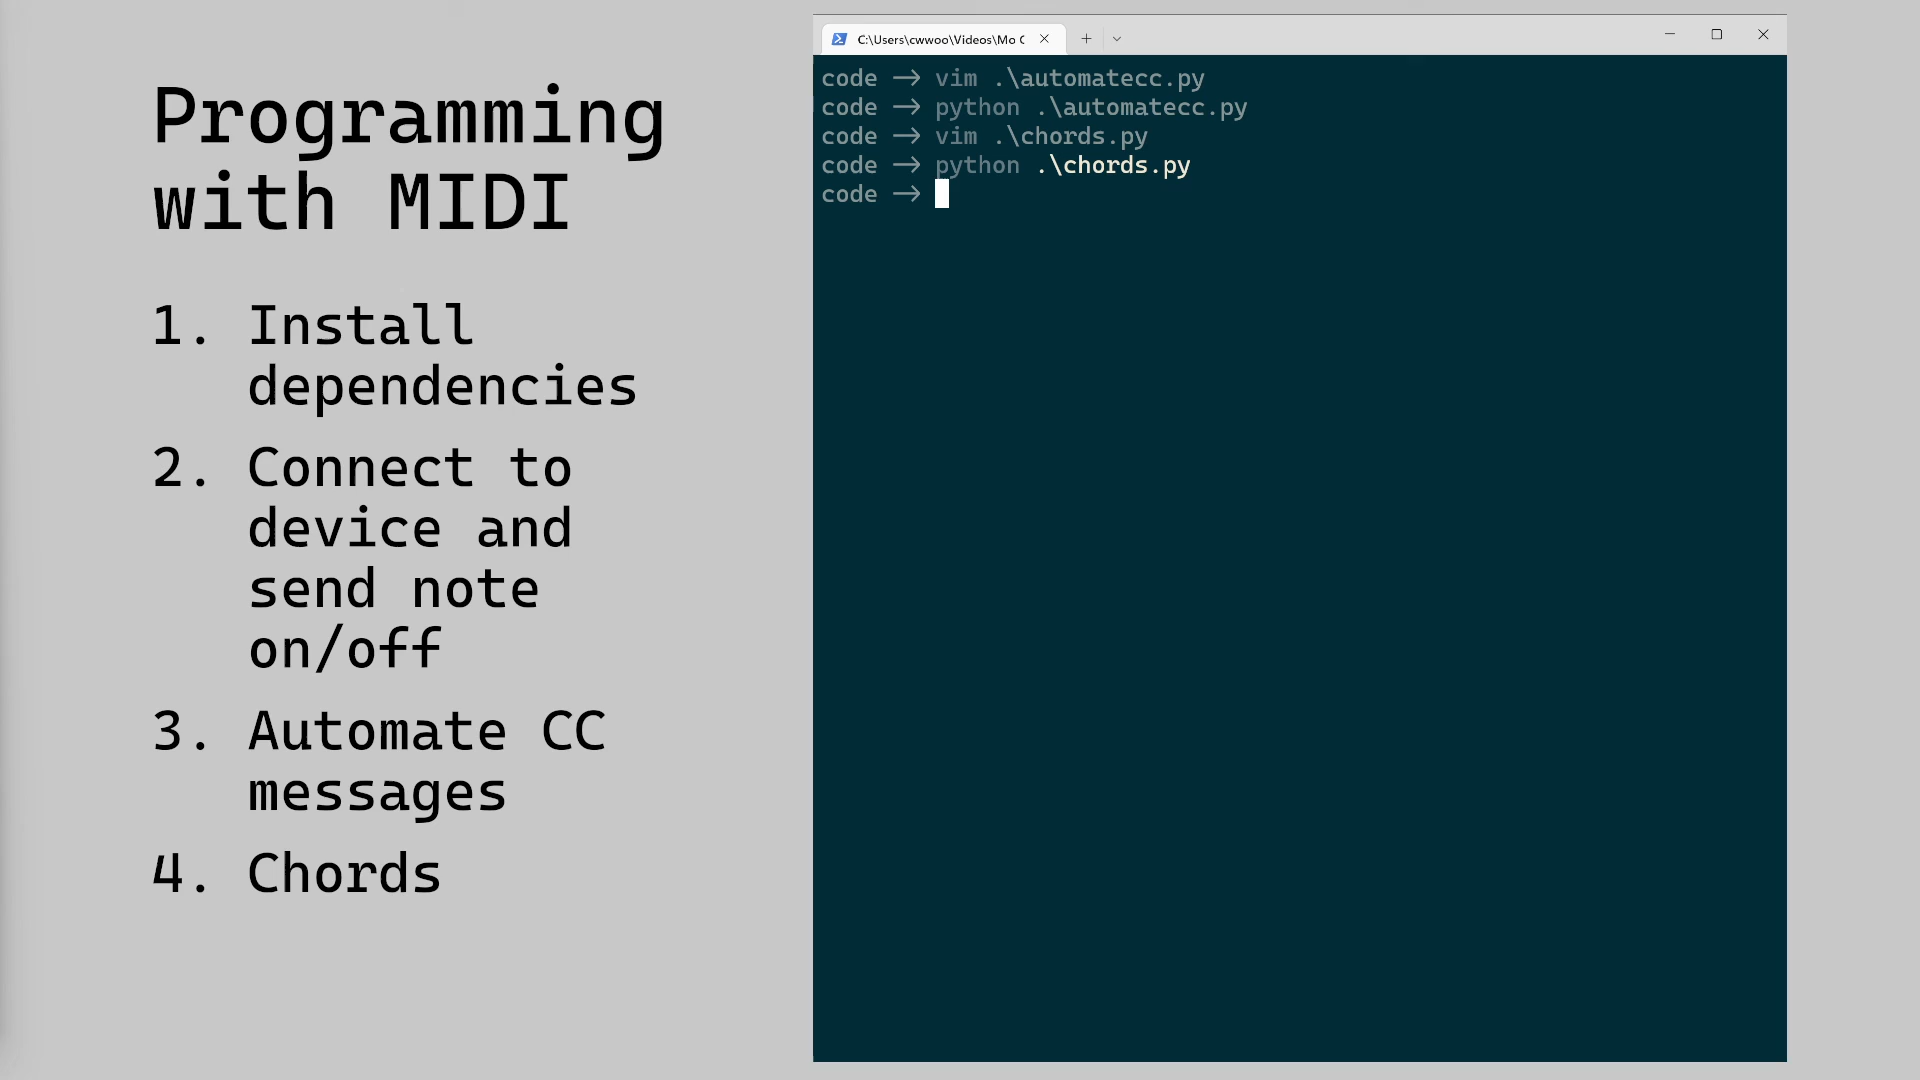 Programming
with MIDI
1. Install
dependencies
2. Connect to
device and
send note
on/off
3. Automate CC
messages
4. Chords
C:\Users\cwwoo\Videos\Mo C
code → vim .\automatecc.py
code → python .\automatecc.py
code → vim .\chords.py
code → python .\chords.py
code →